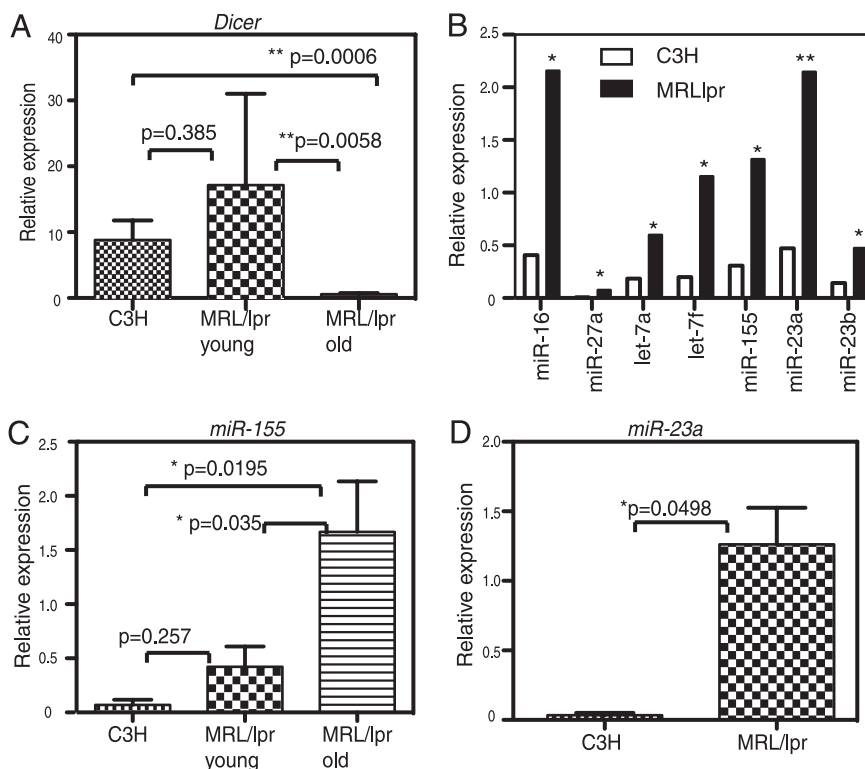 A
Dicer
Relative expression
40
30
20
10
0
** p=0.0006
p=0.385
**p=0.0058
C3H
MRL/lpr
young
MRL/lpr
old
B
Relative expression
2.5
2.0
1.5
1.0
0.5
0
C3H
MRLlpr
*
*
*
*
*
**
*
miR-16
miR-27a
let-7a
let-7f
miR-155
miR-23a
miR-23b
C
miR-155
Relative expression
2.5
2.0
1.5
1.0
0.5
0
* p=0.0195
* p=0.035
p=0.257
C3H
MRL/lpr
young
MRL/lpr
old
D
miR-23a
Relative expression
2.0
1.5
1.0
0.5
0
*p=0.0498
C3H
MRL/lpr